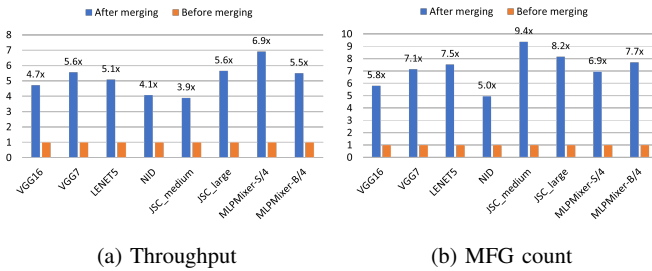 After merging Before merging
8
7
6
5
4
3
2
1
0
4.7x 5.6x 5.1x 4.1x 3.9x 5.6x 6.9x 5.5x
VGG16 VGG7 LENET5 NID JSC_medium JSC_large MLPMixer-S/4 MLPMixer-B/4
(a) Throughput
After merging Before merging
10
9
8
7
6
5
4
3
2
1
0
5.8x 7.1x 7.5x 5.0x 9.4x 8.2x 6.9x 7.7x
VGG16 VGG7 LENET5 NID JSC_medium JSC_large MLPMixer-S/4 MLPMixer-B/4
(b) MFG count